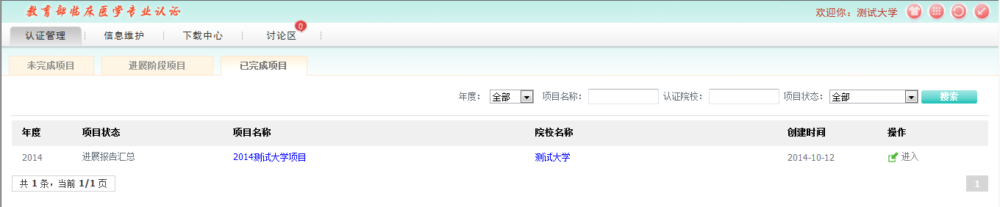 教育部临床医学专业认证 欢迎你：测试大学
认证管理 信息维护 下载中心 讨论区 0
未完成项目 进展阶段项目 已完成项目
年度： 全部 项目名称： 认证院校： 项目状态： 全部 搜索
年度 项目状态 项目名称 院校名称 创建时间 操作
2014 进展报告汇总 2014测试大学项目 测试大学 2014-10-12 进入
共 1 条，当前 1/1 页 1